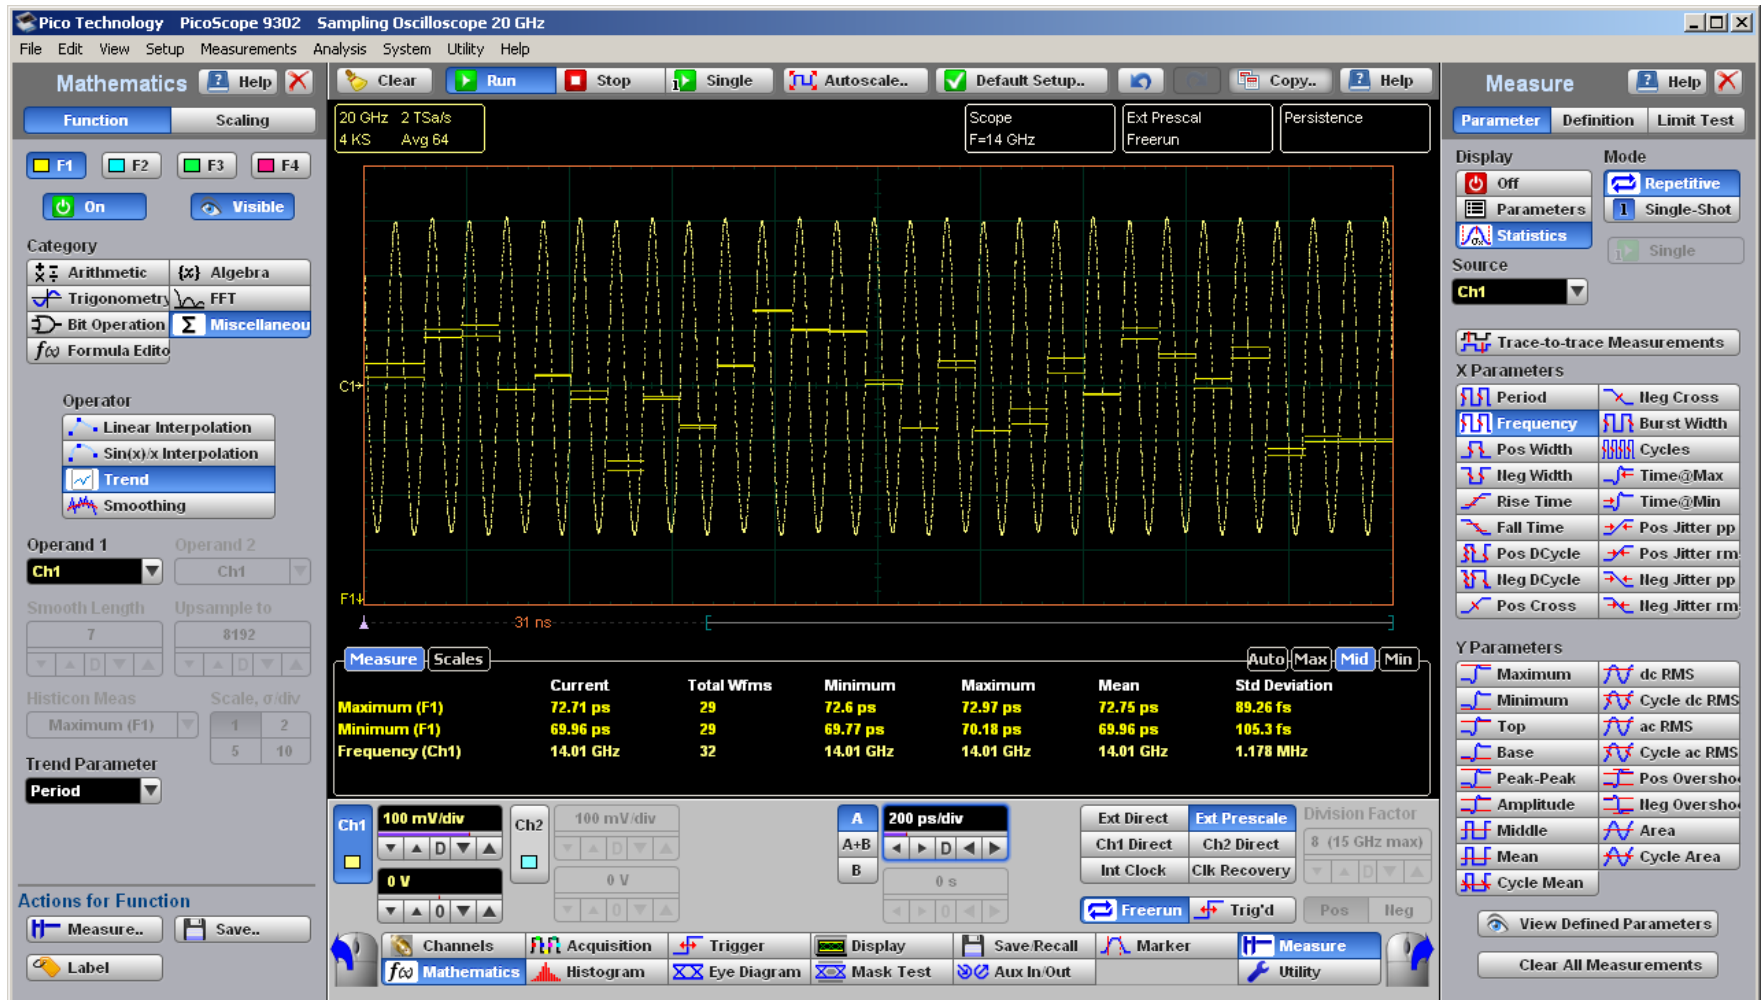 Pico Technology PicoScope 9302 Sampling Oscilloscope 20 GHz
File Edit View Setup Measurements Analysis System Utility Help
Mathematics Help
Function Scaling
F1 F2 F3 F4
On Visible
Category
Arithmetic {x} Algebra
Trigonometry FFT
Bit Operation Σ Miscellaneou
f(x) Formula Edito
Operator
Linear Interpolation
Sin(x)/x Interpolation
Trend
Smoothing
Operand 1 Operand 2
Ch1 Ch1
Smooth Length Upsample to
7 8192
D D
Histicon Meas Scale, σ/div
Maximum (F1) 1 2
5 10
Trend Parameter
Period
Actions for Function
Measure.. Save..
Label
Clear Run Stop Single Autoscale.. Default Setup.. Copy.. Help
20 GHz 2 TSa/s
4 KS Avg 64
Scope
F=14 GHz
Ext Prescal
Freerun
Persistence
C1
F1
31 ns
Measure Scales Auto Max Mid Min
Current Total Wfms Minimum Maximum Mean Std Deviation
Maximum (F1) 72.71 ps 29 72.6 ps 72.97 ps 72.75 ps 89.26 fs
Minimum (F1) 69.96 ps 29 69.77 ps 70.18 ps 69.96 ps 105.3 fs
Frequency (Ch1) 14.01 GHz 32 14.01 GHz 14.01 GHz 14.01 GHz 1.178 MHz
Ch1 100 mV/div
D
0 V
0
Ch2 100 mV/div
D
0 V
0
A 200 ps/div
A+B D
B 0 s
0
Ext Direct Ext Prescale Division Factor
Ch1 Direct Ch2 Direct 8 (15 GHz max)
Int Clock Clk Recovery D
Freerun Trig'd Pos Neg
Channels Acquisition Trigger Display Save/Recall Marker Measure
f(x) Mathematics Histogram Eye Diagram Mask Test Aux In/Out Utility
Measure Help
Parameter Definition Limit Test
Display Mode
Off Repetitive
Parameters 1 Single-Shot
Statistics Single
Source
Ch1
Trace-to-trace Measurements
X Parameters
Period Neg Cross
Frequency Burst Width
Pos Width Cycles
Neg Width Time@Max
Rise Time Time@Min
Fall Time Pos Jitter pp
Pos DCycle Pos Jitter rm
Neg DCycle Neg Jitter pp
Pos Cross Neg Jitter rm
Y Parameters
Maximum dc RMS
Minimum Cycle dc RMS
Top ac RMS
Base Cycle ac RMS
Peak-Peak Pos Oversho
Amplitude Neg Oversho
Middle Area
Mean Cycle Area
Cycle Mean
View Defined Parameters
Clear All Measurements